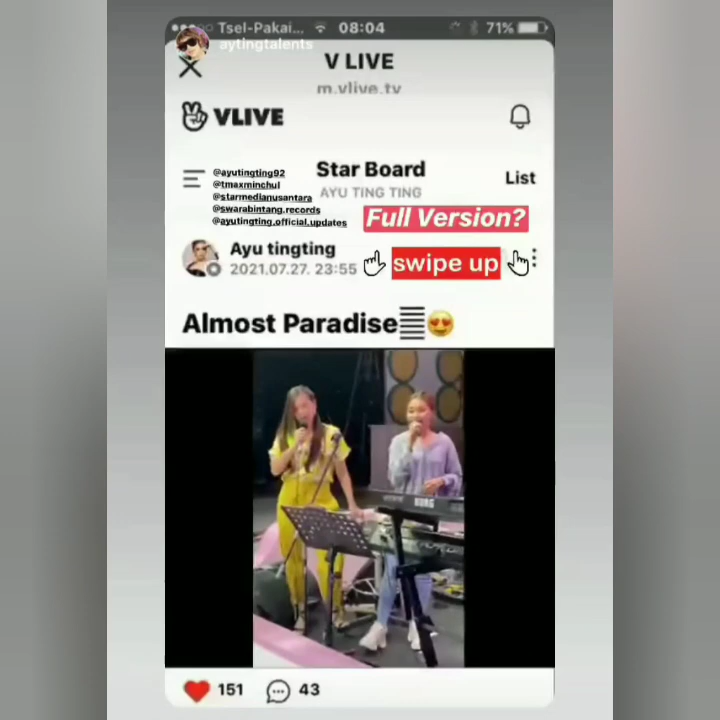 Tsel-Pakai... 08:04 71%
aytingtalents
V LIVE
m.vlive.tv
VLIVE
Star Board
List
AYU TING TING
@ayutingting92
@tmaxminchul
@starmedianusantara
@swarabintang.records
@ayutingting.official.updates
Full Version?
Ayu tingting
2021.07.27. 23:55
swipe up
Almost Paradise
KORG
151 43